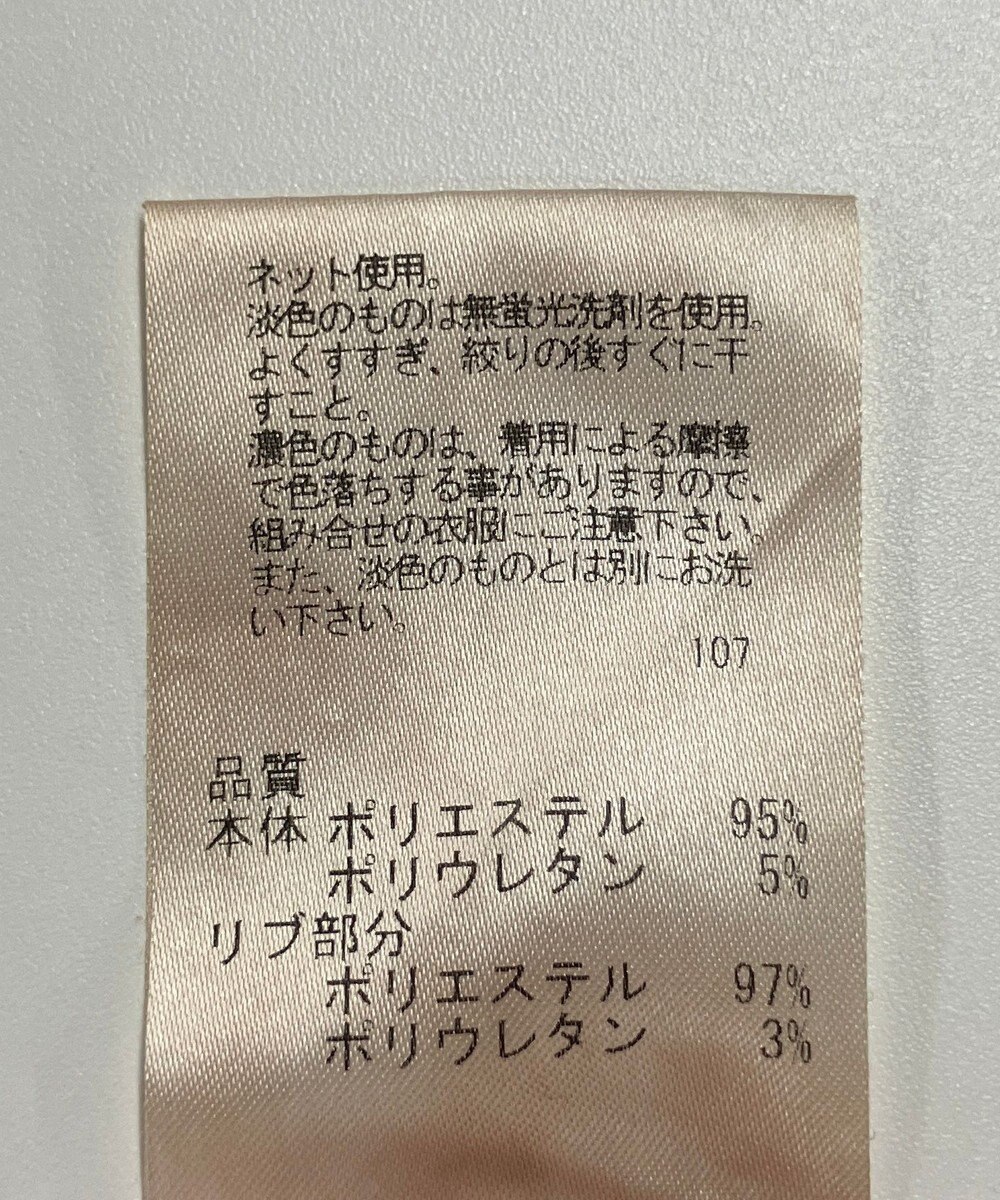 ネット使用。
淡色のものは無蛍光洗剤を使用。
よくすすぎ、絞りの後すぐに干
すこと。
濃色のものは、着用による摩擦
で色落ちする事がありますので、
組み合せの衣服にご注意下さい。
また、淡色のものとは別にお洗
い下さい。
107
品質
本体 ポリエステル 95%
ポリウレタン 5%
リブ部分
ポリエステル 97%
ポリウレタン 3%